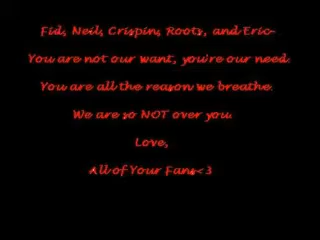 Fid, Neil, Crispin, Roots, and Eric-
You are not our want, you're our need.
You are all the reason we breathe.
We are so NOT over you.
Love,
All of Your Fans<3